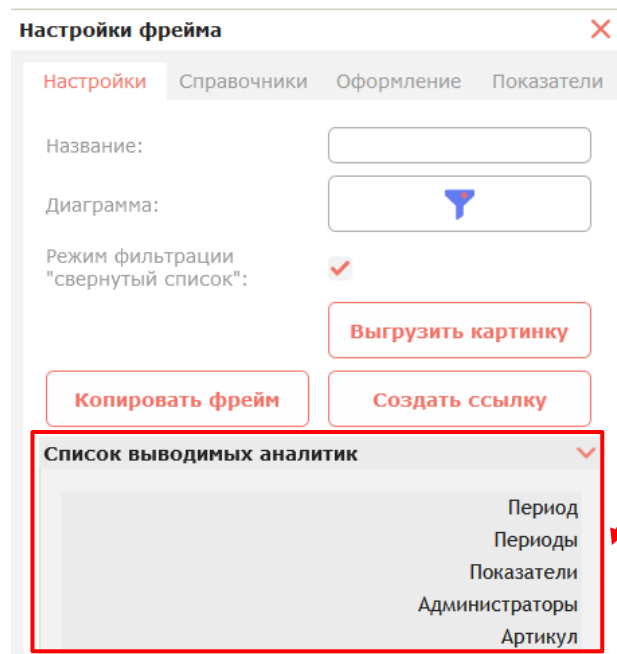 Настройки фрейма
Настройки Справочники Оформление Показатели
Название:
Диаграмма:
Режим фильтрации
"свернутый список":
Выгрузить картинку
Копировать фрейм Создать ссылку
Список выводимых аналитик
Период
Периоды
Показатели
Администраторы
Артикул